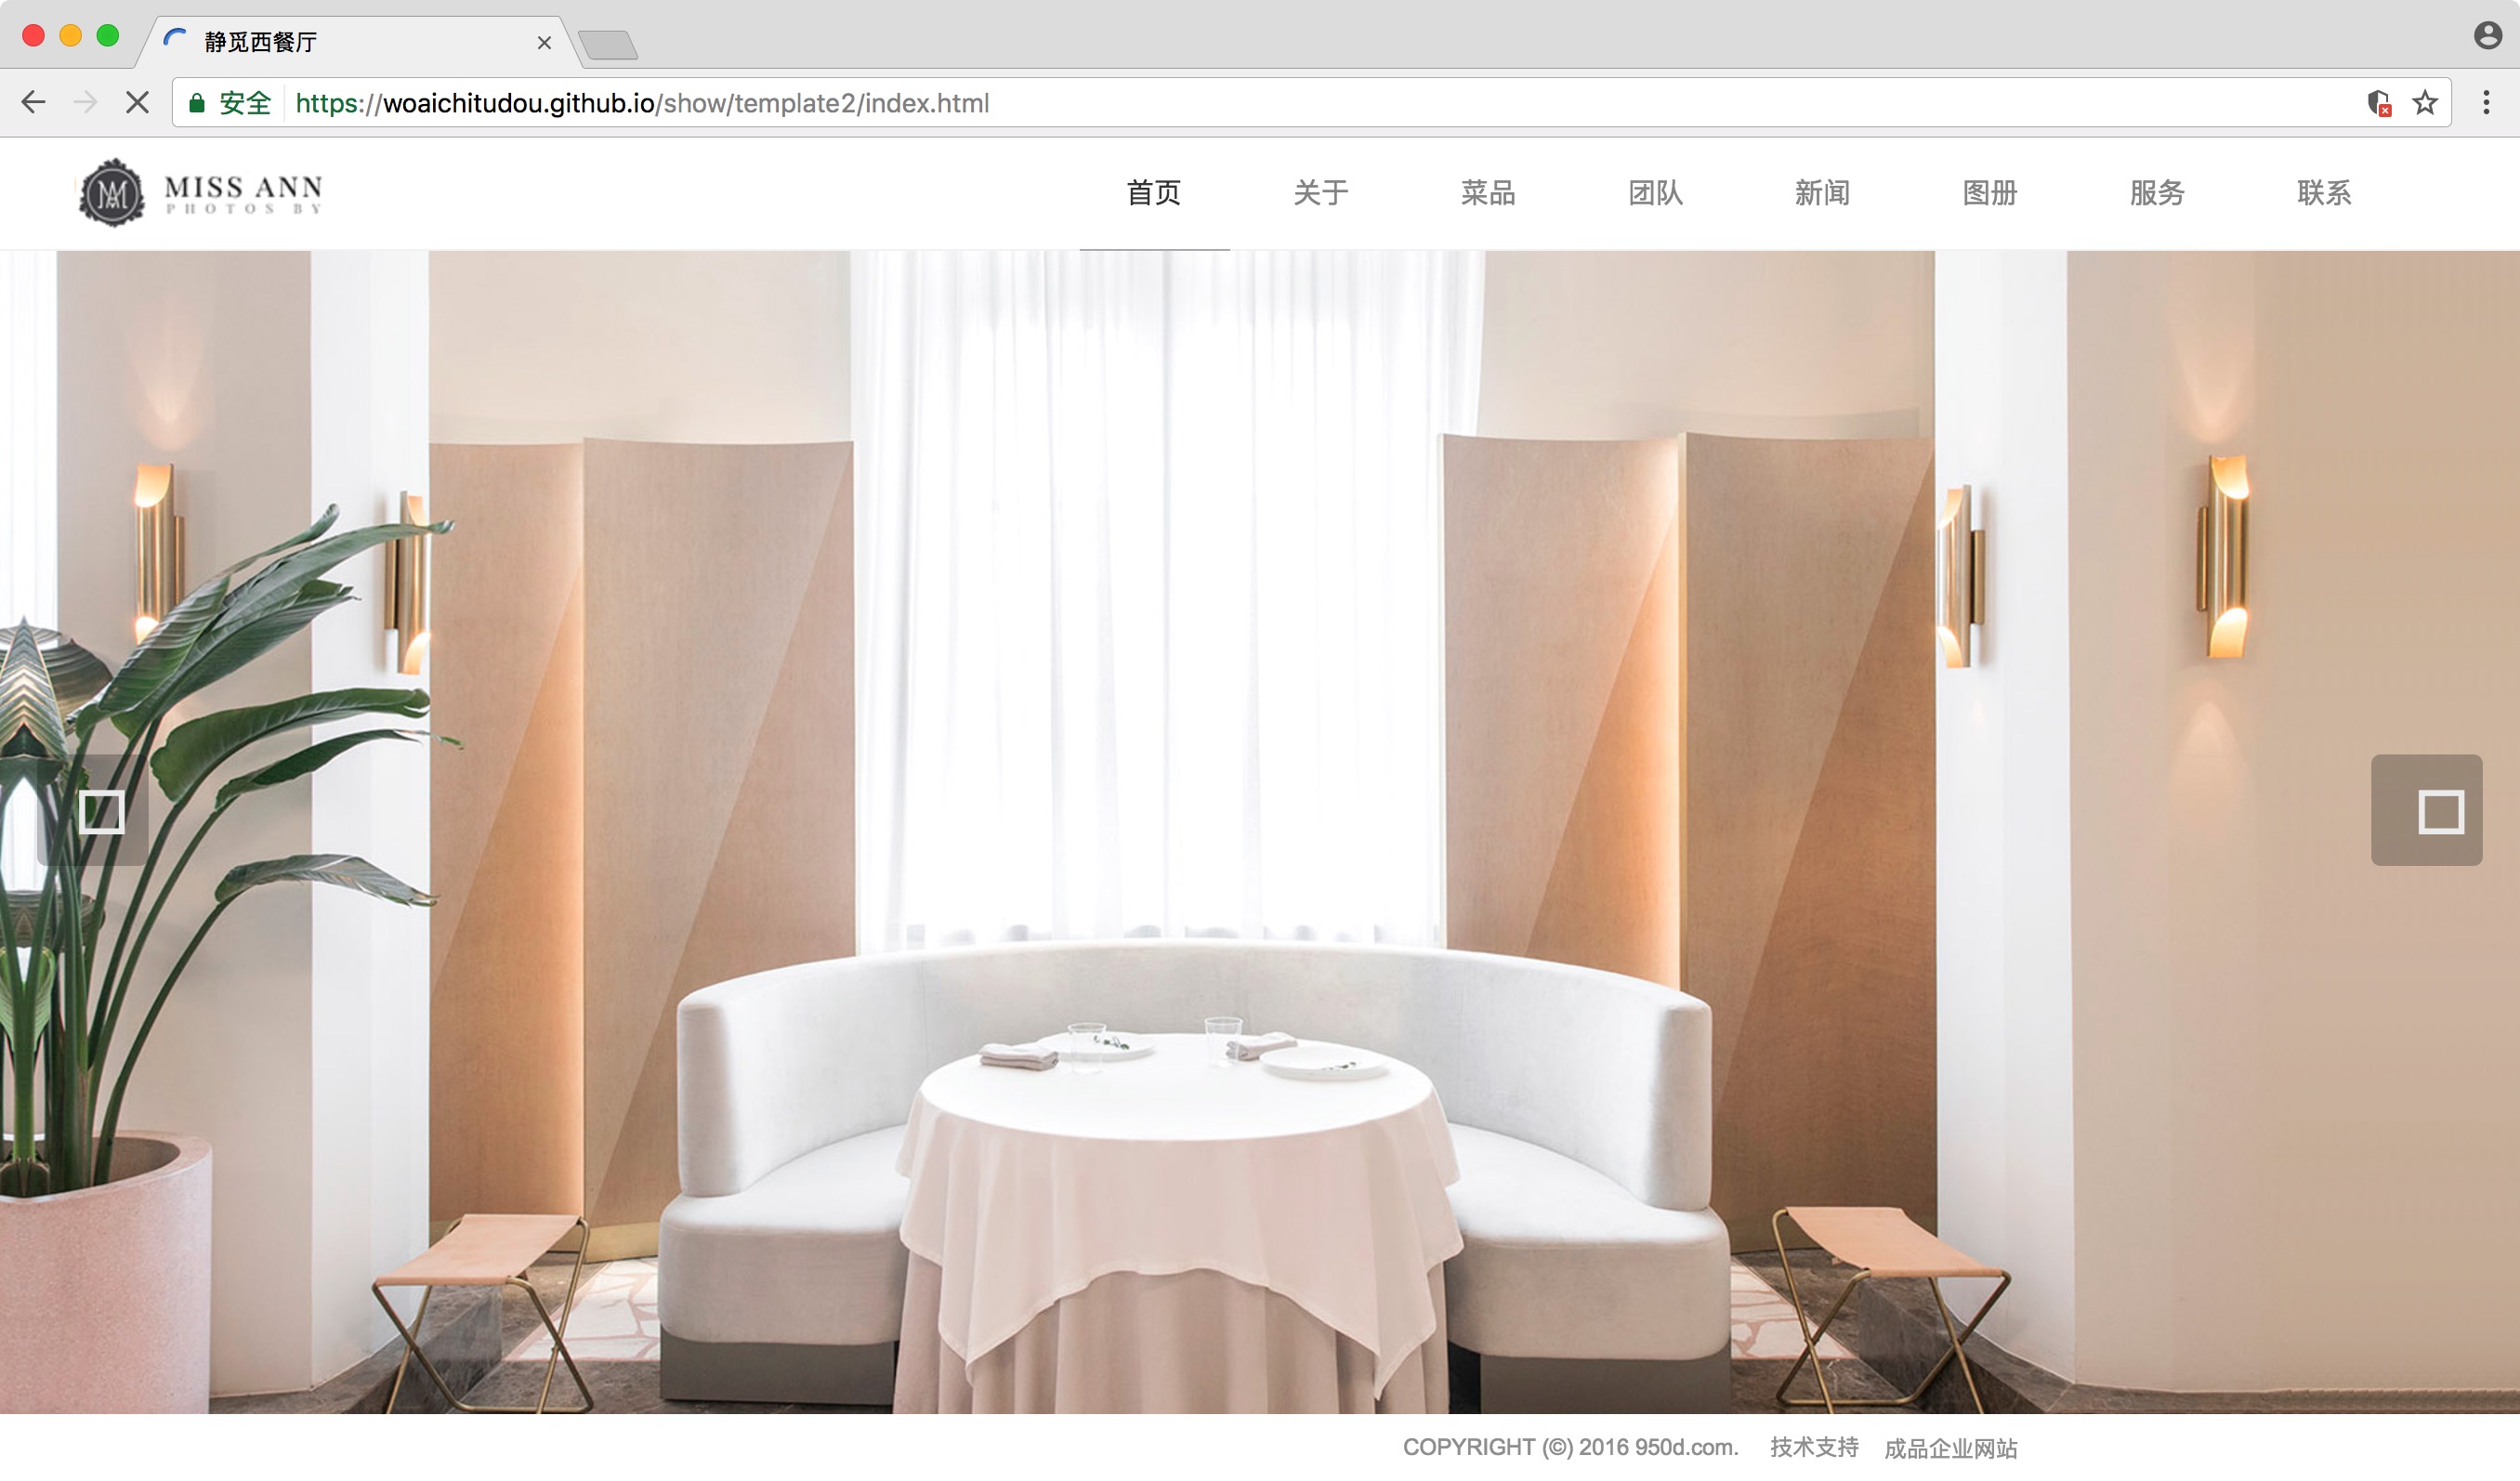 静觅西餐厅
安全 https://woaichitudou.github.io/show/template2/index.html
MISS ANN
PHOTOS BY
首页 关于 菜品 团队 新闻 图册 服务 联系
COPYRIGHT (©) 2016 950d.com. 技术支持 成品企业网站